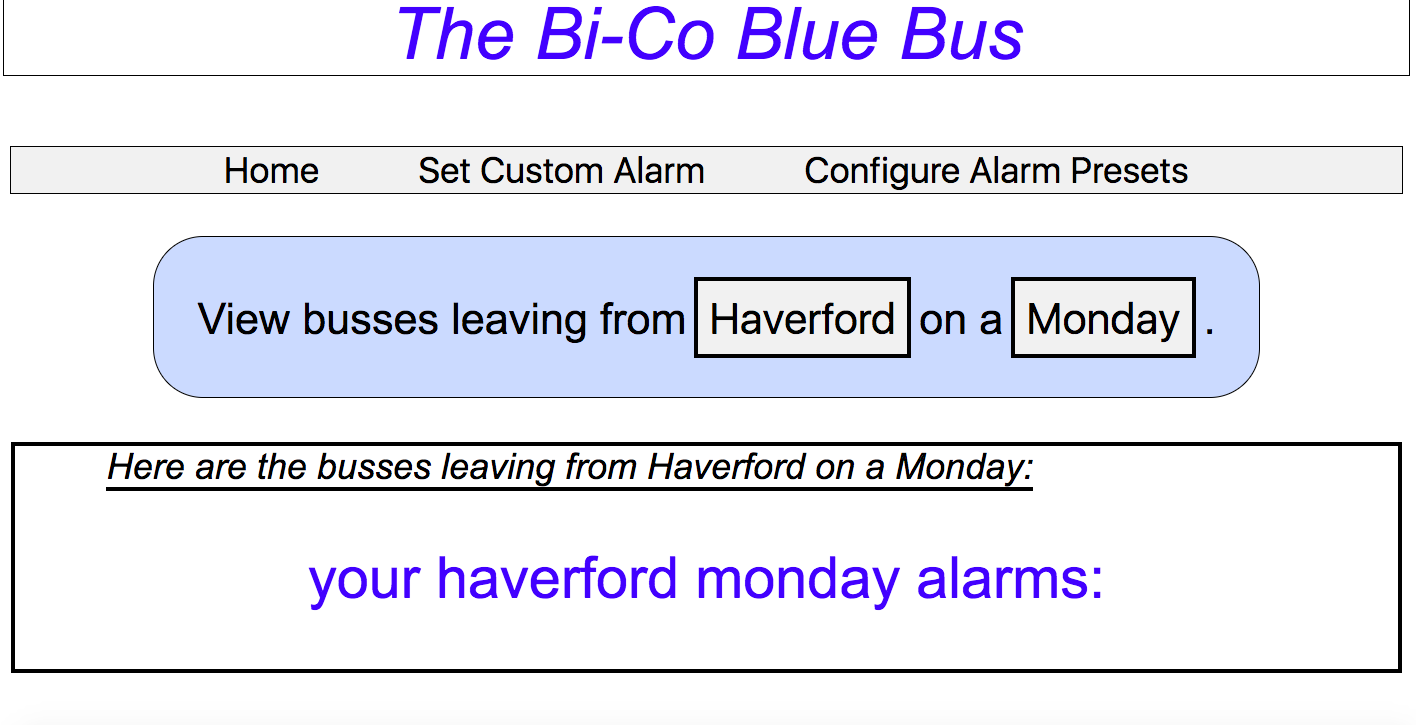 The Bi-Co Blue Bus
Home Set Custom Alarm Configure Alarm Presets
View busses leaving from Haverford on a Monday .
Here are the busses leaving from Haverford on a Monday:
your haverford monday alarms: